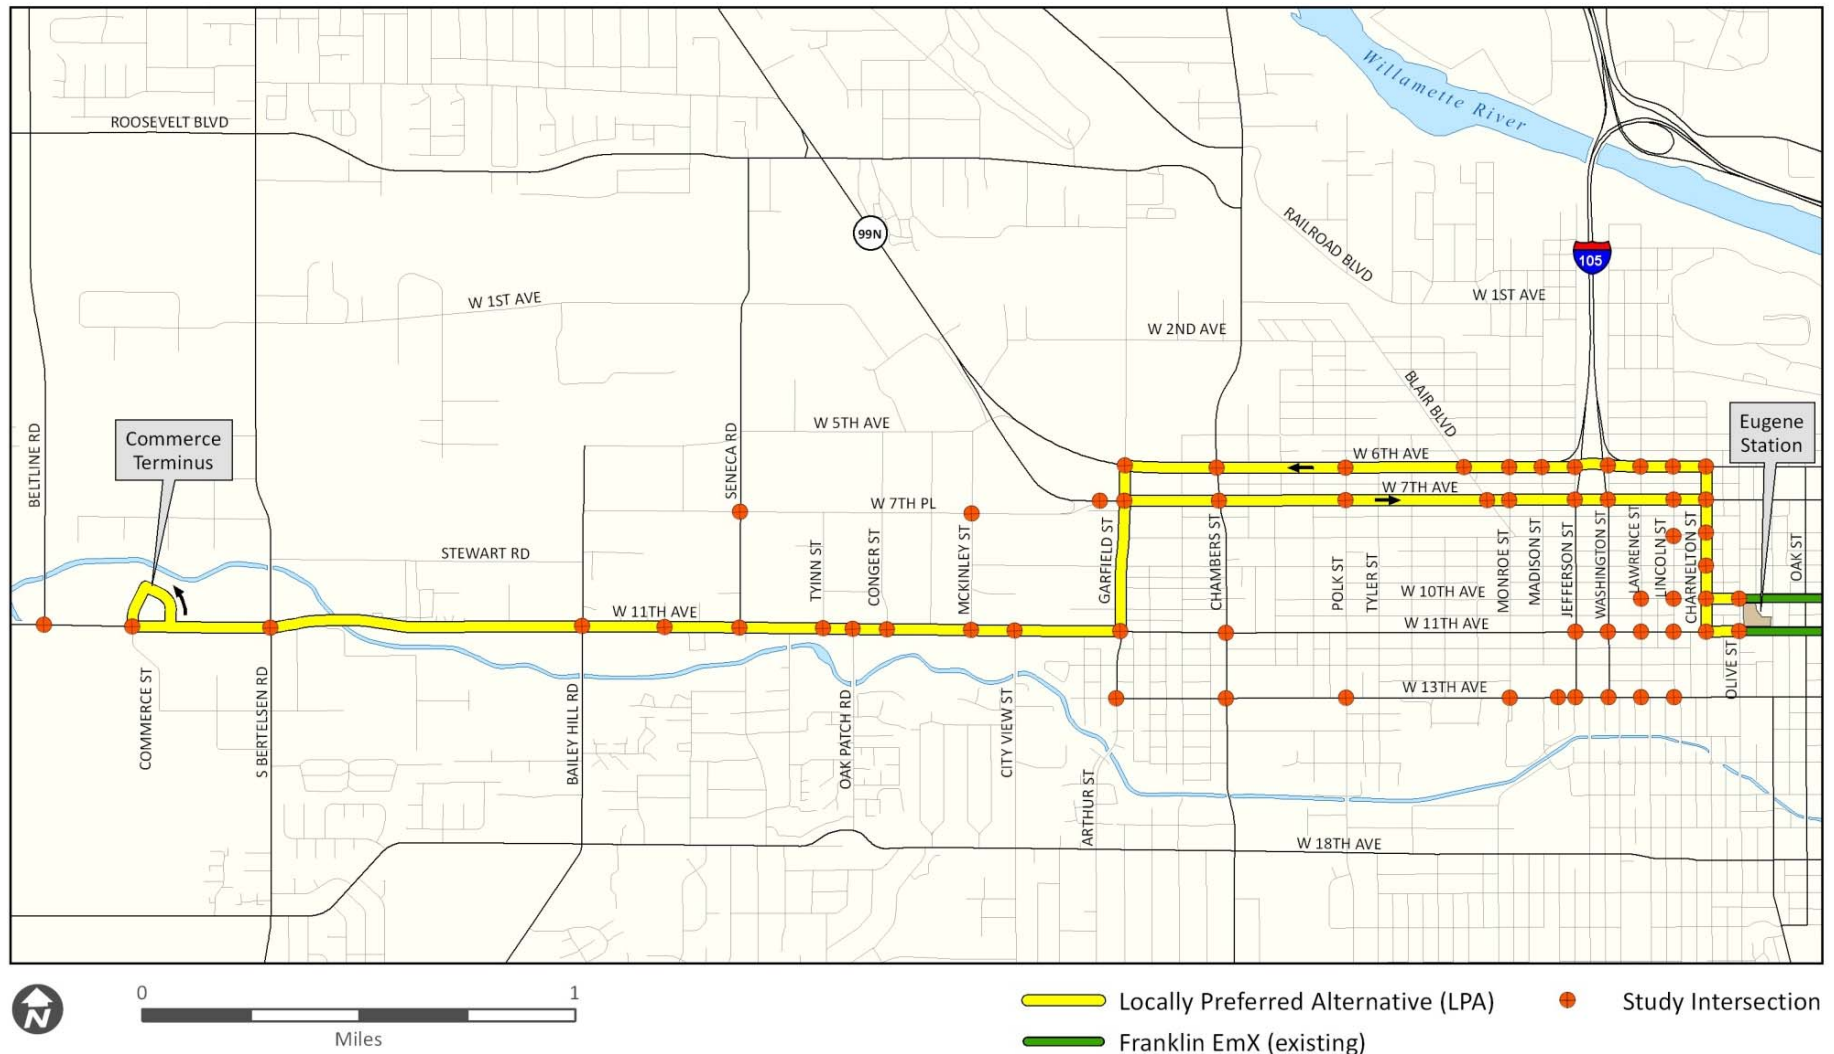 Willamette River
ROOSEVELT BLVD
99N
RAILROAD BLVD
105
W 1ST AVE
W 1ST AVE
W 2ND AVE
BLAIR BLVD
Commerce
Terminus
Eugene
Station
BELTLINE RD
SENECA RD
W 5TH AVE
W 6TH AVE
W 7TH AVE
W 7TH PL
STEWART RD
TYINN ST
CONGER ST
MCKINLEY ST
GARFIELD ST
CHAMBERS ST
POLK ST
TYLER ST
MONROE ST
MADISON ST
JEFFERSON ST
WASHINGTON ST
LAWRENCE ST
LINCOLN ST
CHARNELTON ST
OAK ST
W 10TH AVE
W 11TH AVE
W 11TH AVE
OLIVE ST
W 13TH AVE
COMMERCE ST
S BERTELSEN RD
BAILEY HILL RD
OAK PATCH RD
CITY VIEW ST
ARTHUR ST
W 18TH AVE
N
0 1
Miles
Locally Preferred Alternative (LPA)
Study Intersection
Franklin EmX (existing)